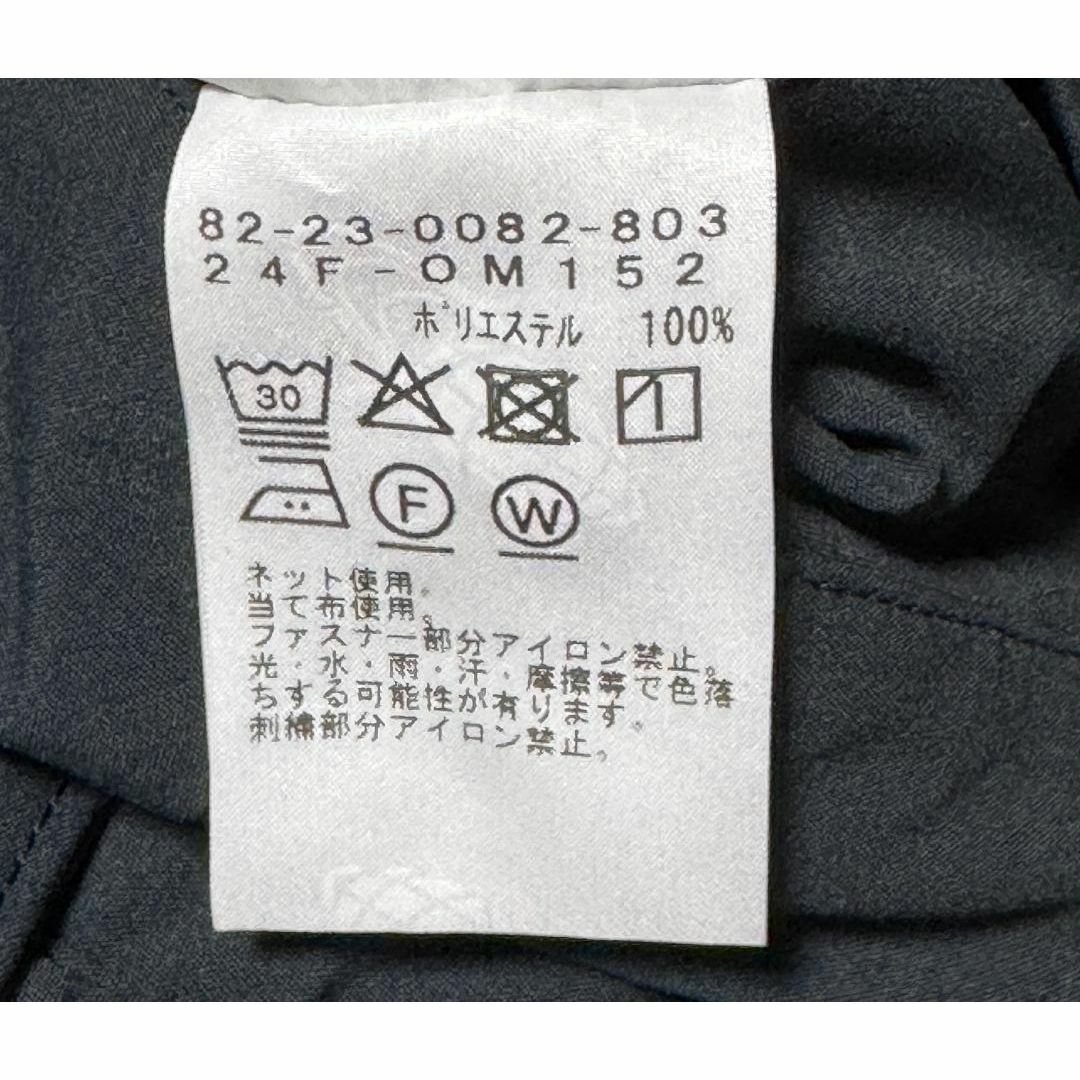 82-23-0082-803
24F-OM152
ポリエステル 100%
30
F W
ネット使用。
当て布使用。
ファスナー部分アイロン禁止。
光・水・雨・汗・摩擦等で色落
ちする可能性が有ります。
刺繍部分アイロン禁止。